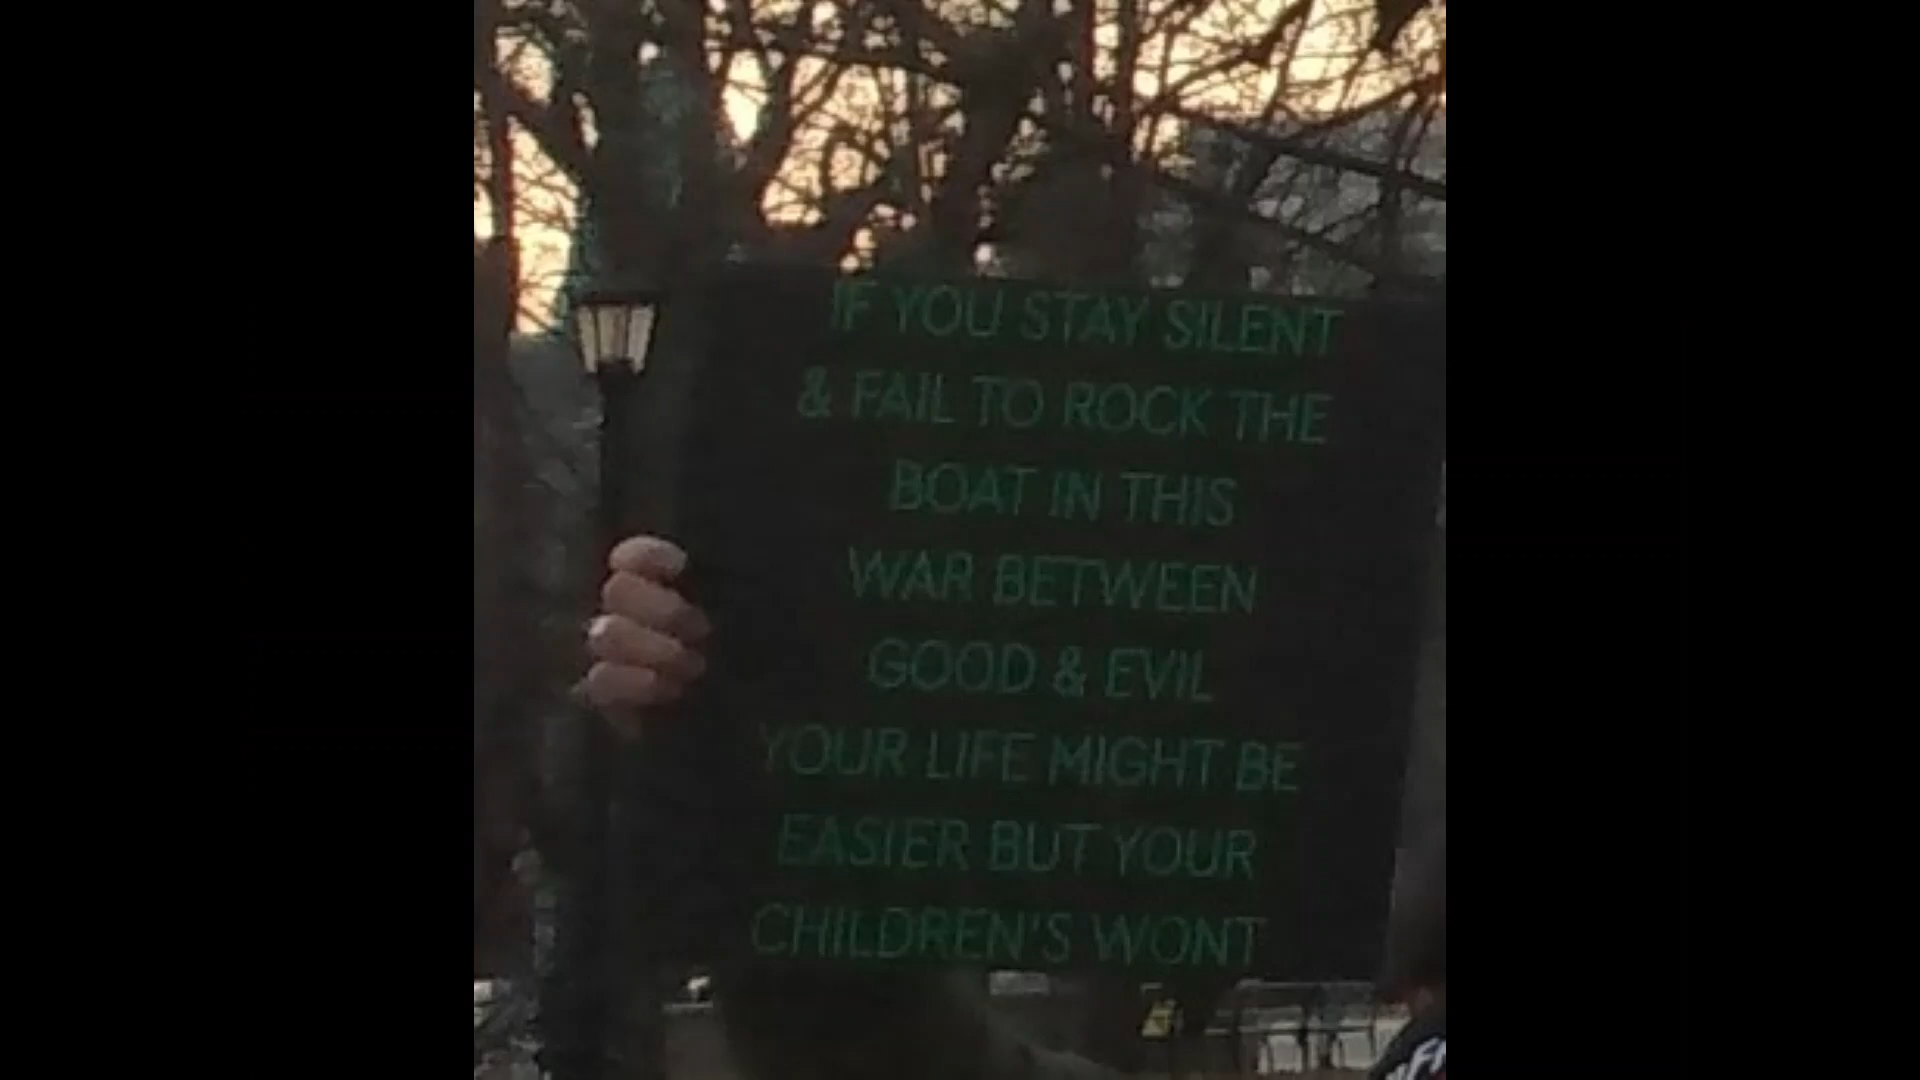 IF YOU STAY SILENT
& FAIL TO ROCK THE
BOAT IN THIS
WAR BETWEEN
GOOD & EVIL
YOUR LIFE MIGHT BE
EASIER BUT YOUR
CHILDREN'S WONT